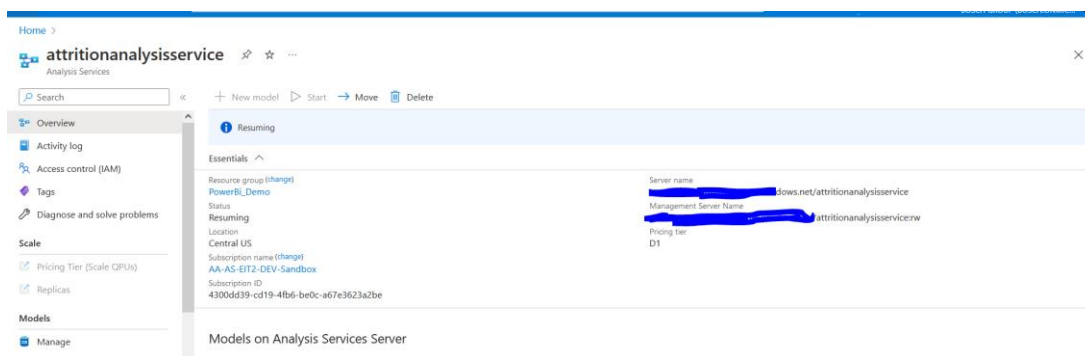 Home >
attritionanalysisservice
Analysis Services
Search
Overview
Activity log
Access control (IAM)
Tags
Diagnose and solve problems
Scale
Pricing Tier (Scale QPUs)
Replicas
Models
Manage
+ New model Start Move Delete
Resuming
Essentials
Resource group (change)
PowerBi_Demo
Status
Resuming
Location
Central US
Subscription name (change)
AA-AS-EIT2-DEV-Sandbox
Subscription ID
4300dd39-cd19-4fb6-be0c-a67e3623a2be
Server name
dows.net/attritionanalysisservice
Management Server Name
attritionanalysisservice:rw
Pricing tier
D1
Models on Analysis Services Server